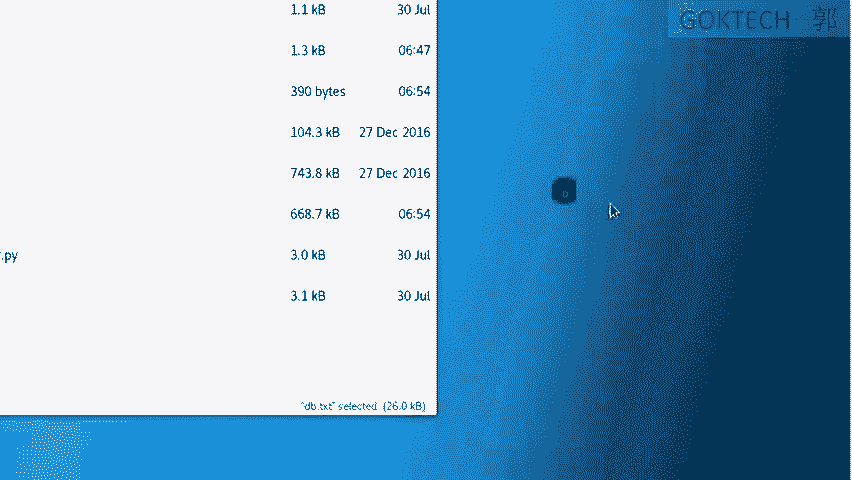 1.1 kB 30 Jul
GOKTECH 郭
1.3 kB 06:47
390 bytes 06:54
104.3 kB 27 Dec 2016
743.8 kB 27 Dec 2016
668.7 kB 06:54
.py 3.0 kB 30 Jul
3.1 kB 30 Jul
"db.txt" selected (26.0 kB)